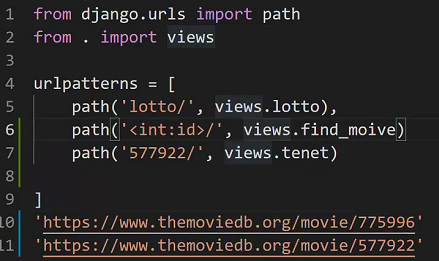 1 from django.urls import path
2 from . import views
3
4 urlpatterns = [
5 path('lotto/', views.lotto),
6 path('<int:id>/', views.find_moive)
7 path('577922/', views.tenet)
8
9 ]
10 'https://www.themoviedb.org/movie/775996'
11 'https://www.themoviedb.org/movie/577922'